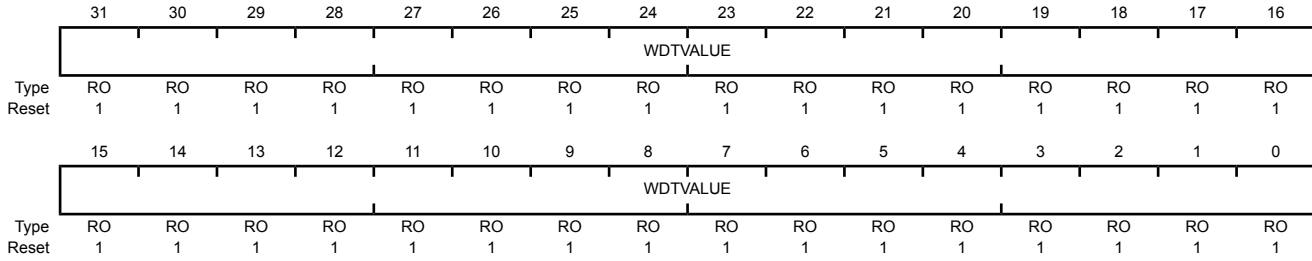 31 30 29 28 27 26 25 24 23 22 21 20 19 18 17 16
WDTVALUE
Type RO RO RO RO RO RO RO RO RO RO RO RO RO RO RO RO
Reset 1 1 1 1 1 1 1 1 1 1 1 1 1 1 1 1
15 14 13 12 11 10 9 8 7 6 5 4 3 2 1 0
WDTVALUE
Type RO RO RO RO RO RO RO RO RO RO RO RO RO RO RO RO
Reset 1 1 1 1 1 1 1 1 1 1 1 1 1 1 1 1